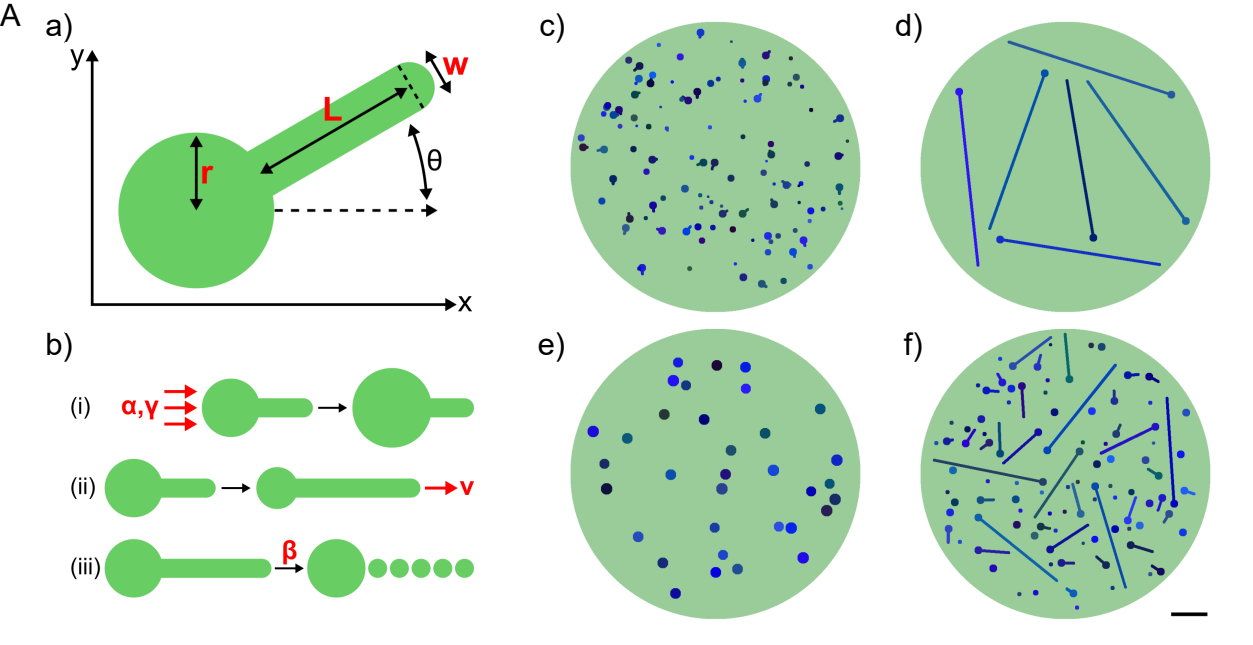 A
a)
y
r
L
w
θ
x
b)
(i)
α,γ
(ii)
v
(iii)
β
c)
d)
e)
f)